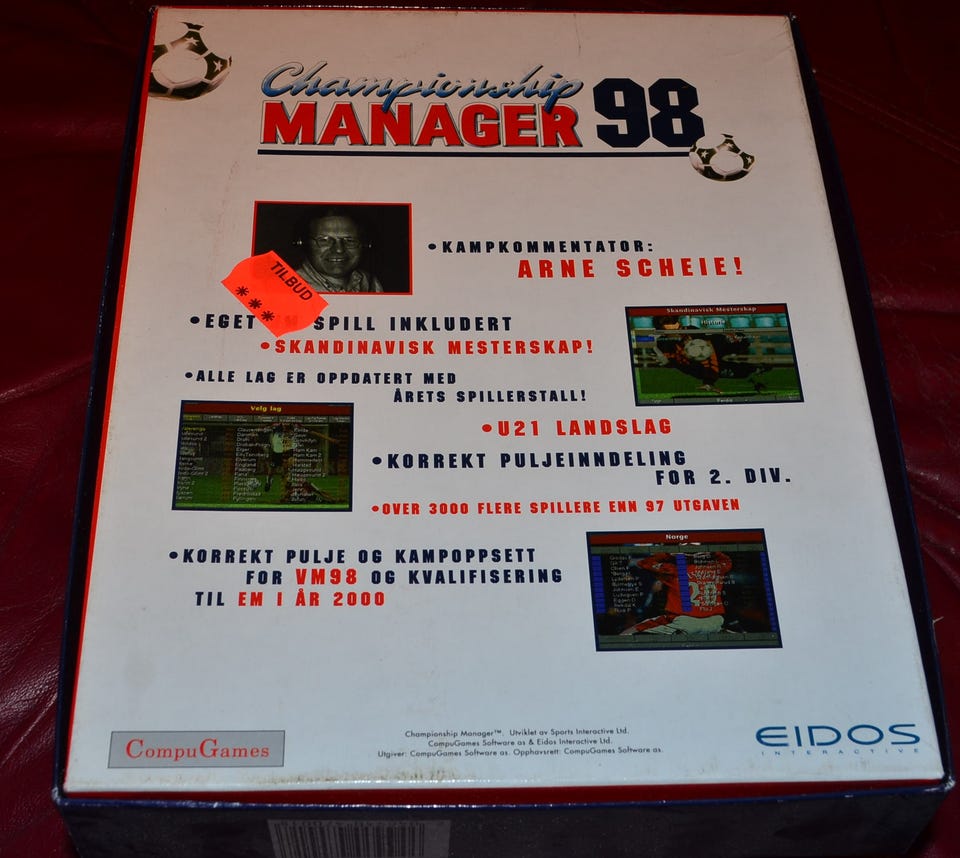 Championship
MANAGER 98
• KAMPKOMMENTATOR:
ARNE SCHEIE!
TILBUD
***
• EGET SPILL INKLUDERT
• SKANDINAVISK MESTERSKAP!
Skandinavisk Mesterskap
Historie
• ALLE LAG ER OPPDATERT MED
ÅRETS SPILLERSTALL!
Velg lag
• U21 LANDSLAG
• KORREKT PULJEINNDELING
FOR 2. DIV.
• OVER 3000 FLERE SPILLERE ENN 97 UTGAVEN
Norge
• KORREKT PULJE OG KAMPOPPSETT
FOR VM98 OG KVALIFISERING
TIL EM I ÅR 2000
CompuGames
Championship Manager™. Utviklet av Sports Interactive Ltd.
CompuGames Software as & Eidos Interactive Ltd.
Utgiver: CompuGames Software as. Opphavsrett: CompuGames Software as.
EIDOS
INTERACTIVE